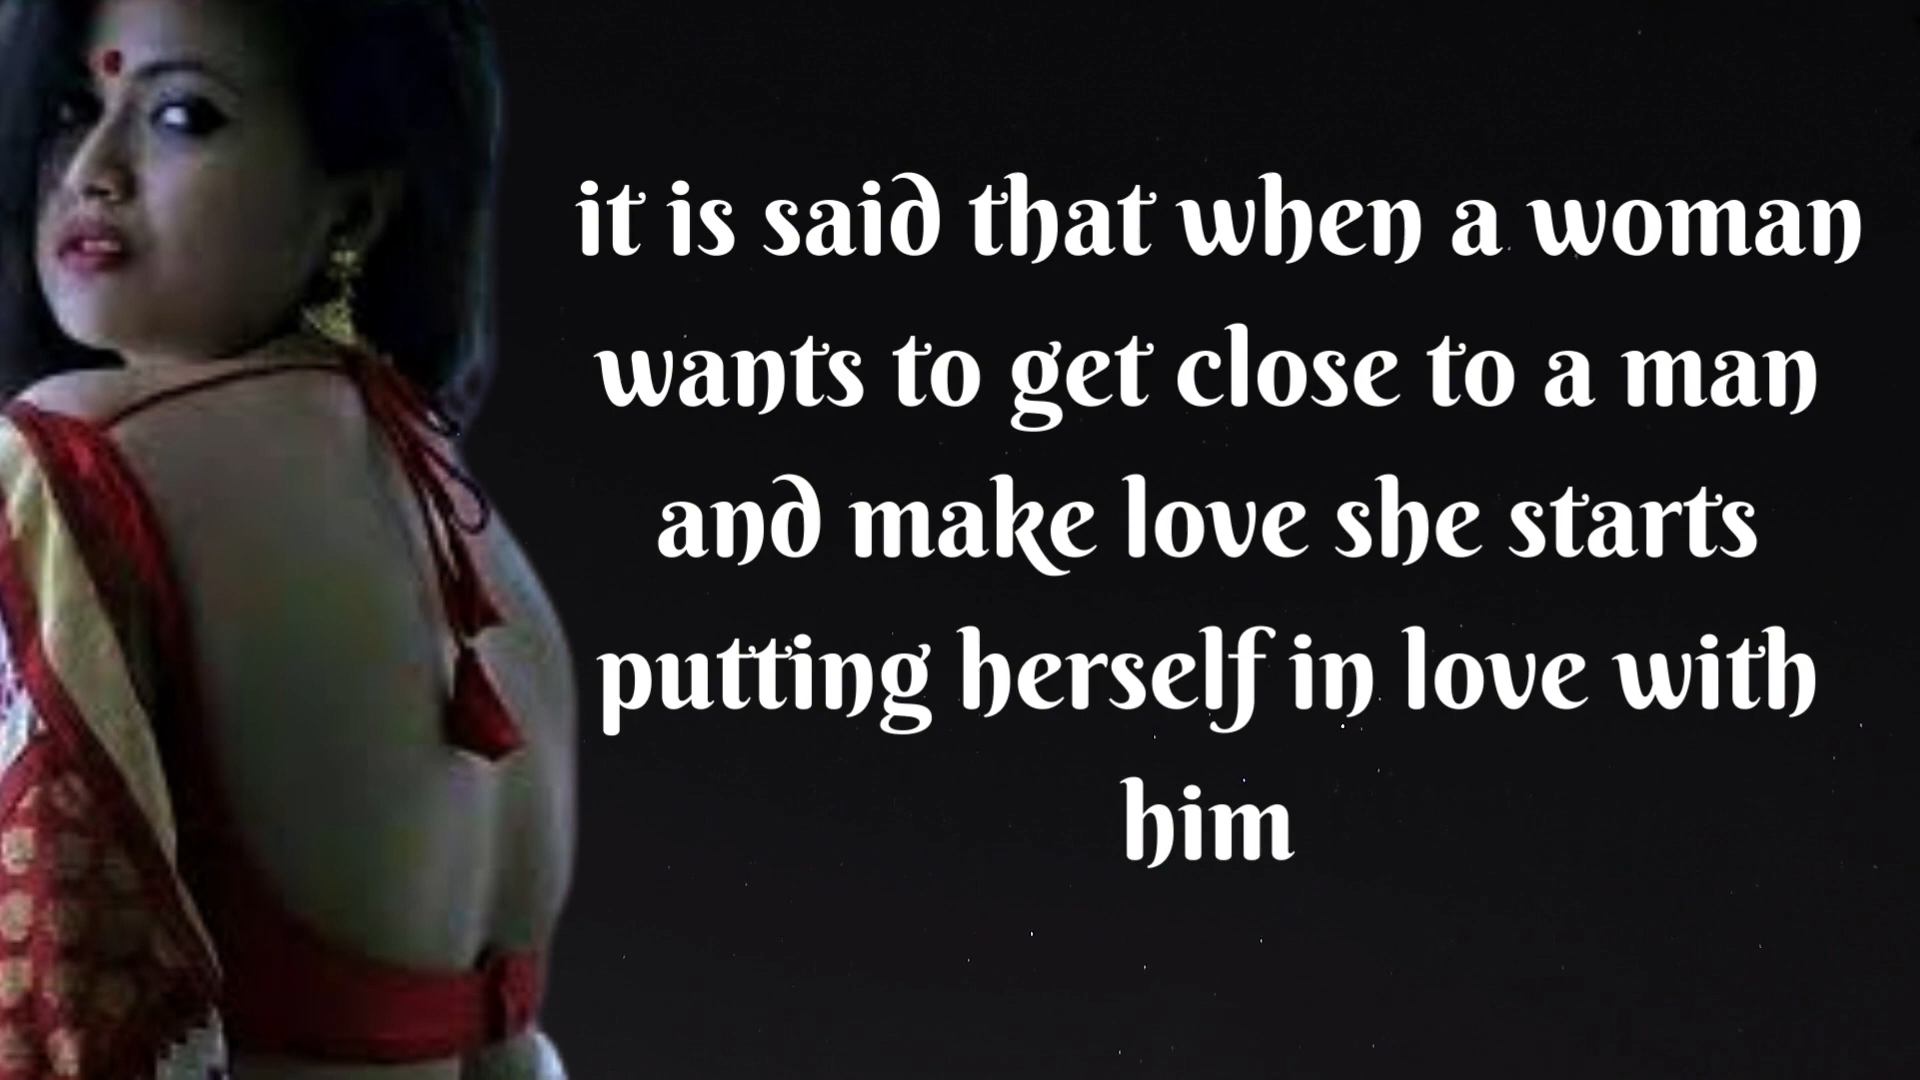 it is said that when a woman
wants to get close to a man
and make love she starts
putting herself in love with
him